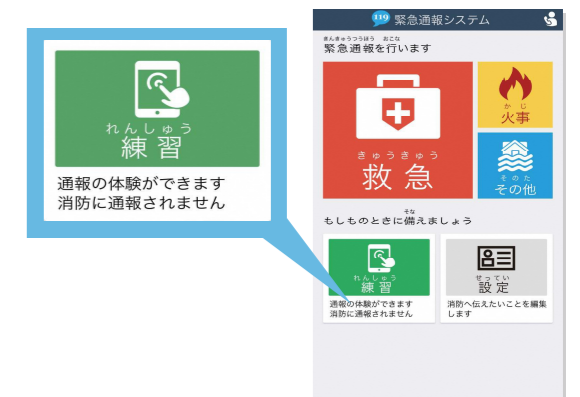 れんしゅう
練習
通報の体験ができます
消防に通報されません
119 緊急通報システム
きんきゅうつうほう おこな
緊急通報を行います
きゅうきゅう
救急
かじ
火事
そのた
その他
そな
もしものときに備えましょう
れんしゅう
練習
通報の体験ができます
消防に通報されません
せってい
設定
消防へ伝えたいことを編集
します